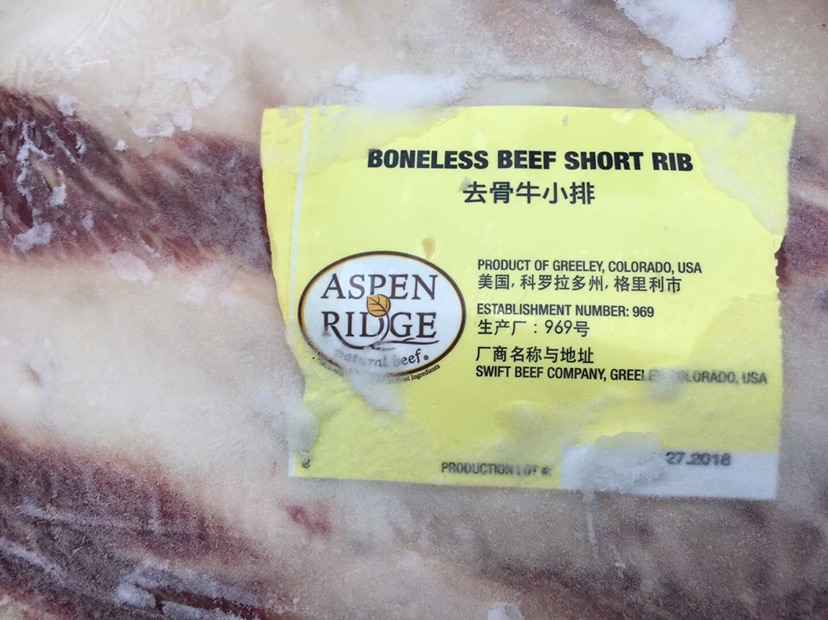 BONELESS BEEF SHORT RIB
去骨牛小排
ASPEN
RIDGE
natural beef
Ingredients
PRODUCT OF GREELEY, COLORADO, USA
美国，科罗拉多州，格里利市
ESTABLISHMENT NUMBER: 969
生产厂：969号
厂商名称与地址
SWIFT BEEF COMPANY, GREELEY, COLORADO, USA
PRODUCTION LOT #:
27.2018